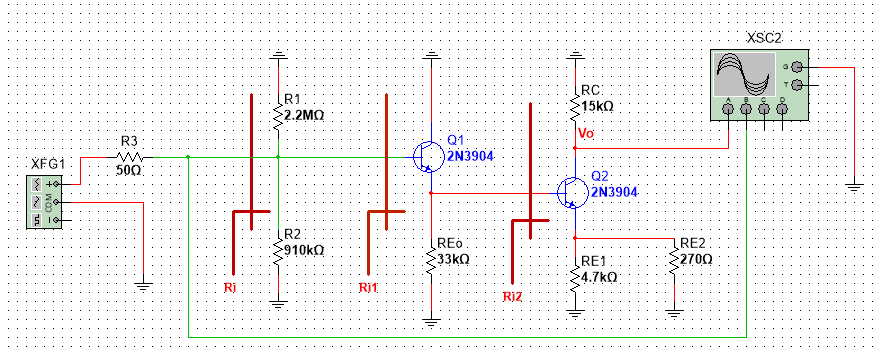 XSC2
G
T
A B C D
RC
15kΩ
Vo
R1
2.2MΩ
R3
50Ω
XFG1
+
COM
Q1
2N3904
Q2
2N3904
R2
910kΩ
REo
33kΩ
RE1
4.7kΩ
RE2
270Ω
Ri
Ri1
Ri2